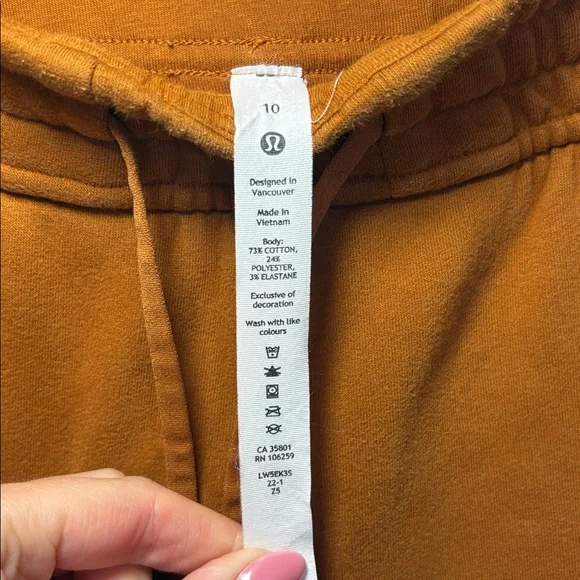 10
Designed in
Vancouver
Made in
Vietnam
Body:
73% COTTON,
24%
POLYESTER,
3% ELASTANE
Exclusive of
decoration
Wash with like
colours
CA 35801
RN 106259
LW5EK3S
22-1
Z5